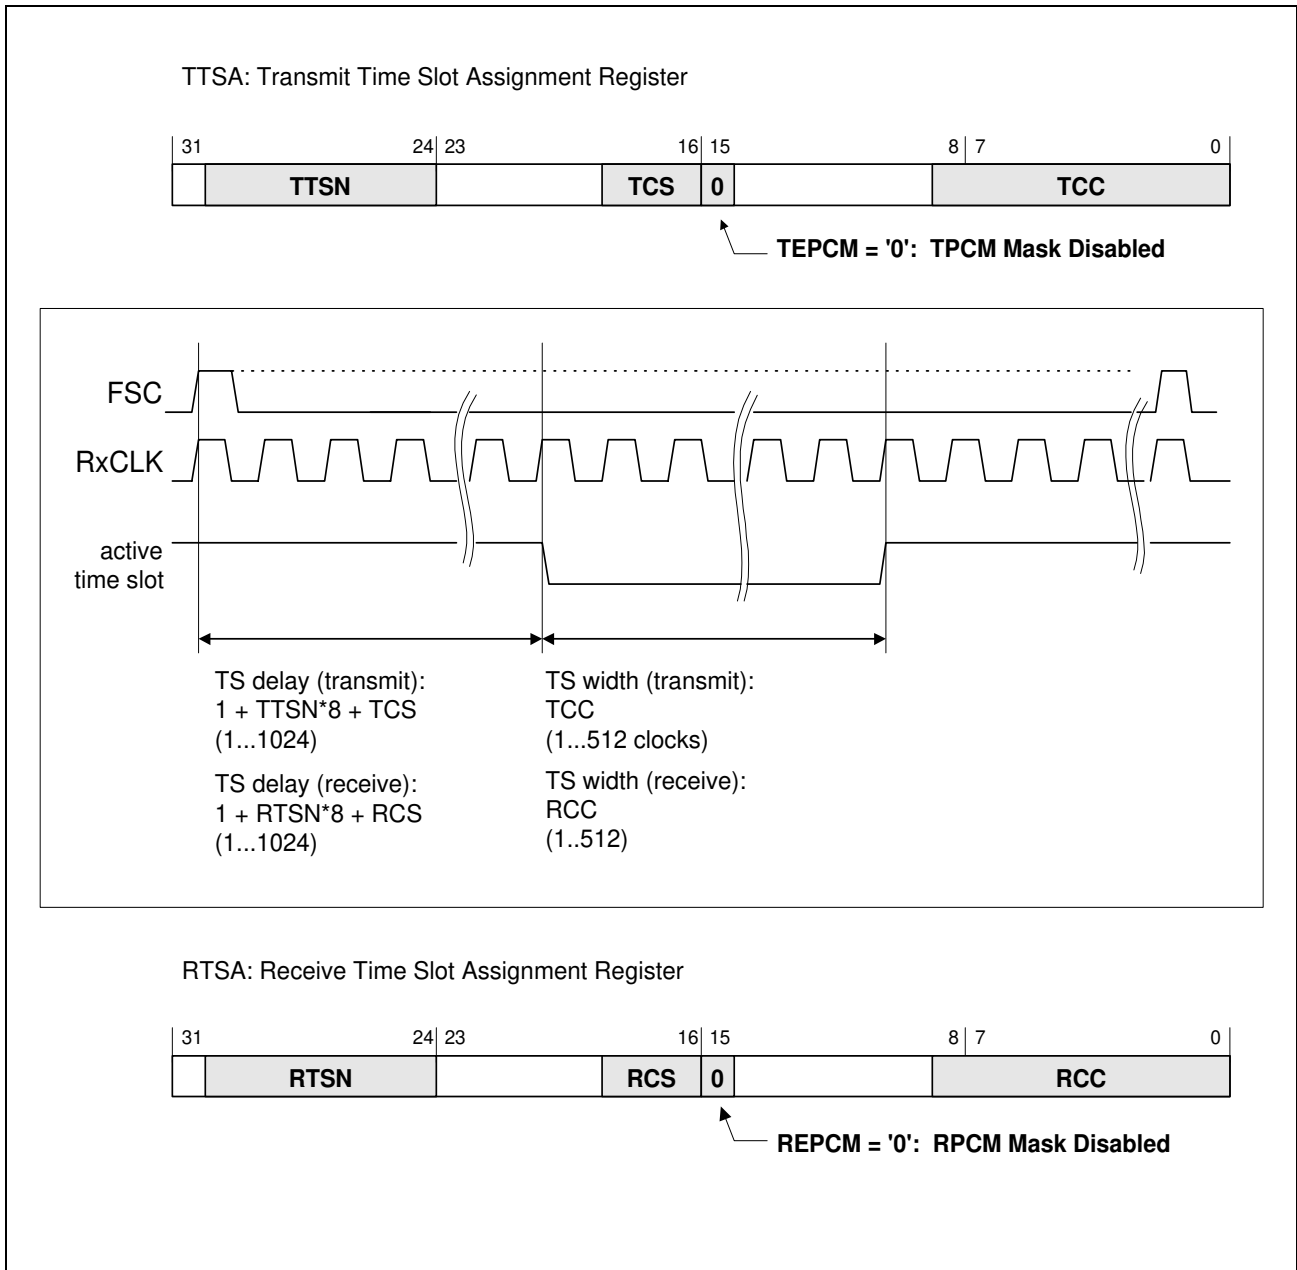 TTSA: Transmit Time Slot Assignment Register
31 24 23 16 15 8 7 0
TTSN TCS 0 TCC
TEPCM = '0': TPCM Mask Disabled
FSC
RxCLK
active
time slot
TS delay (transmit):
1 + TTSN*8 + TCS
(1...1024)
TS width (transmit):
TCC
(1...512 clocks)
TS delay (receive):
1 + RTSN*8 + RCS
(1...1024)
TS width (receive):
RCC
(1..512)
RTSA: Receive Time Slot Assignment Register
31 24 23 16 15 8 7 0
RTSN RCS 0 RCC
REPCM = '0': RPCM Mask Disabled